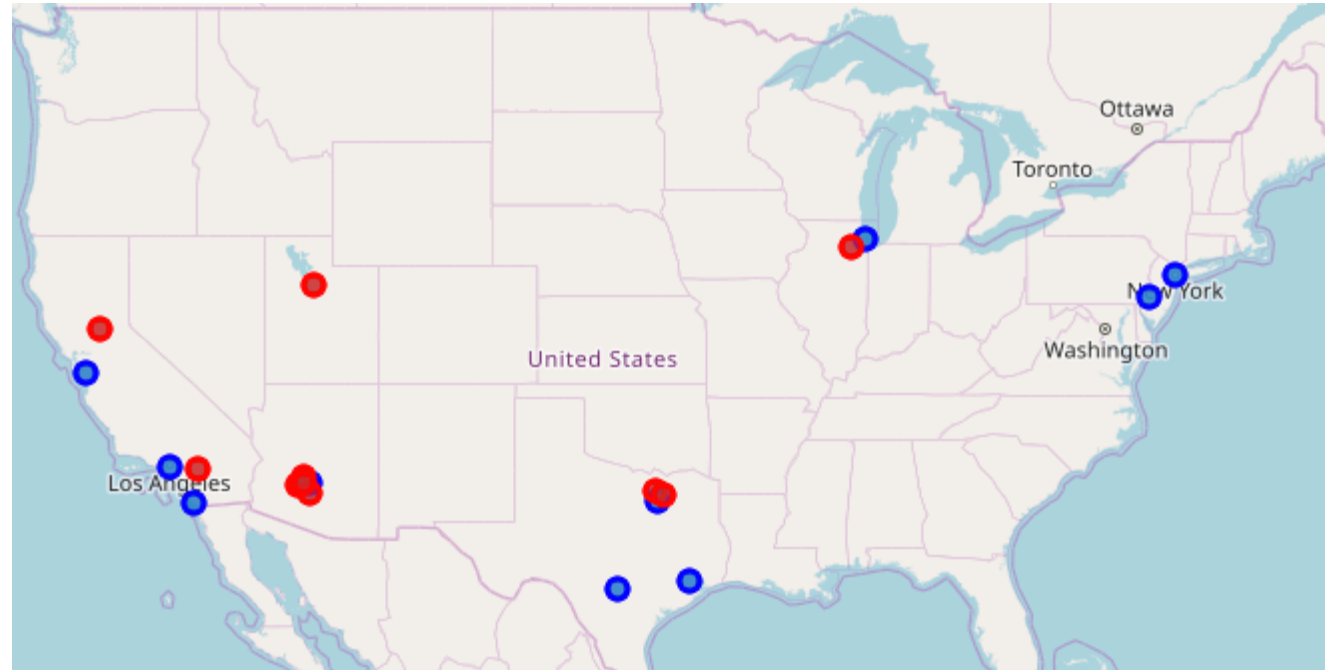 Ottawa
Toronto
New York
Washington
United States
Los Angeles